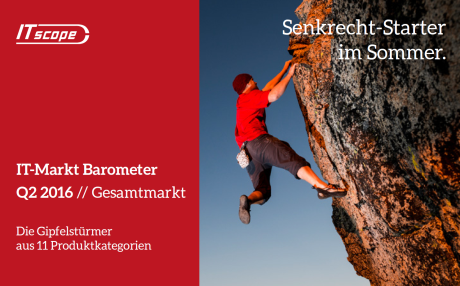 ITscope
Senkrecht-Starter
im Sommer.
IT-Markt Barometer
Q2 2016 // Gesamtmarkt
Die Gipfelstürmer
aus 11 Produktkategorien